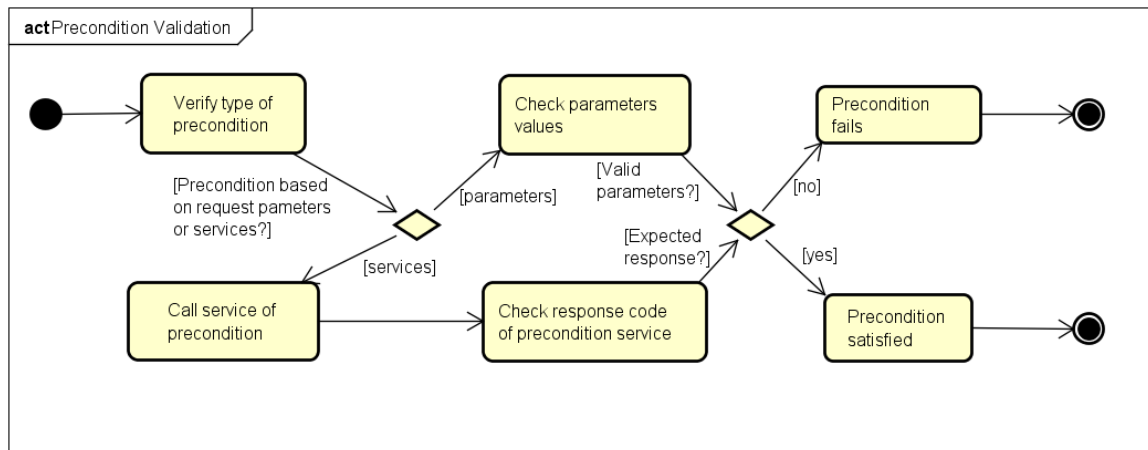 act Precondition Validation
Verify type of
precondition
[Precondition based
on request pameters
or services?]
[parameters]
[services]
Check parameters
values
[Valid
parameters?]
Call service of
precondition
Check response code
of precondition service
[Expected
response?]
[no]
[yes]
Precondition
fails
Precondition
satisfied